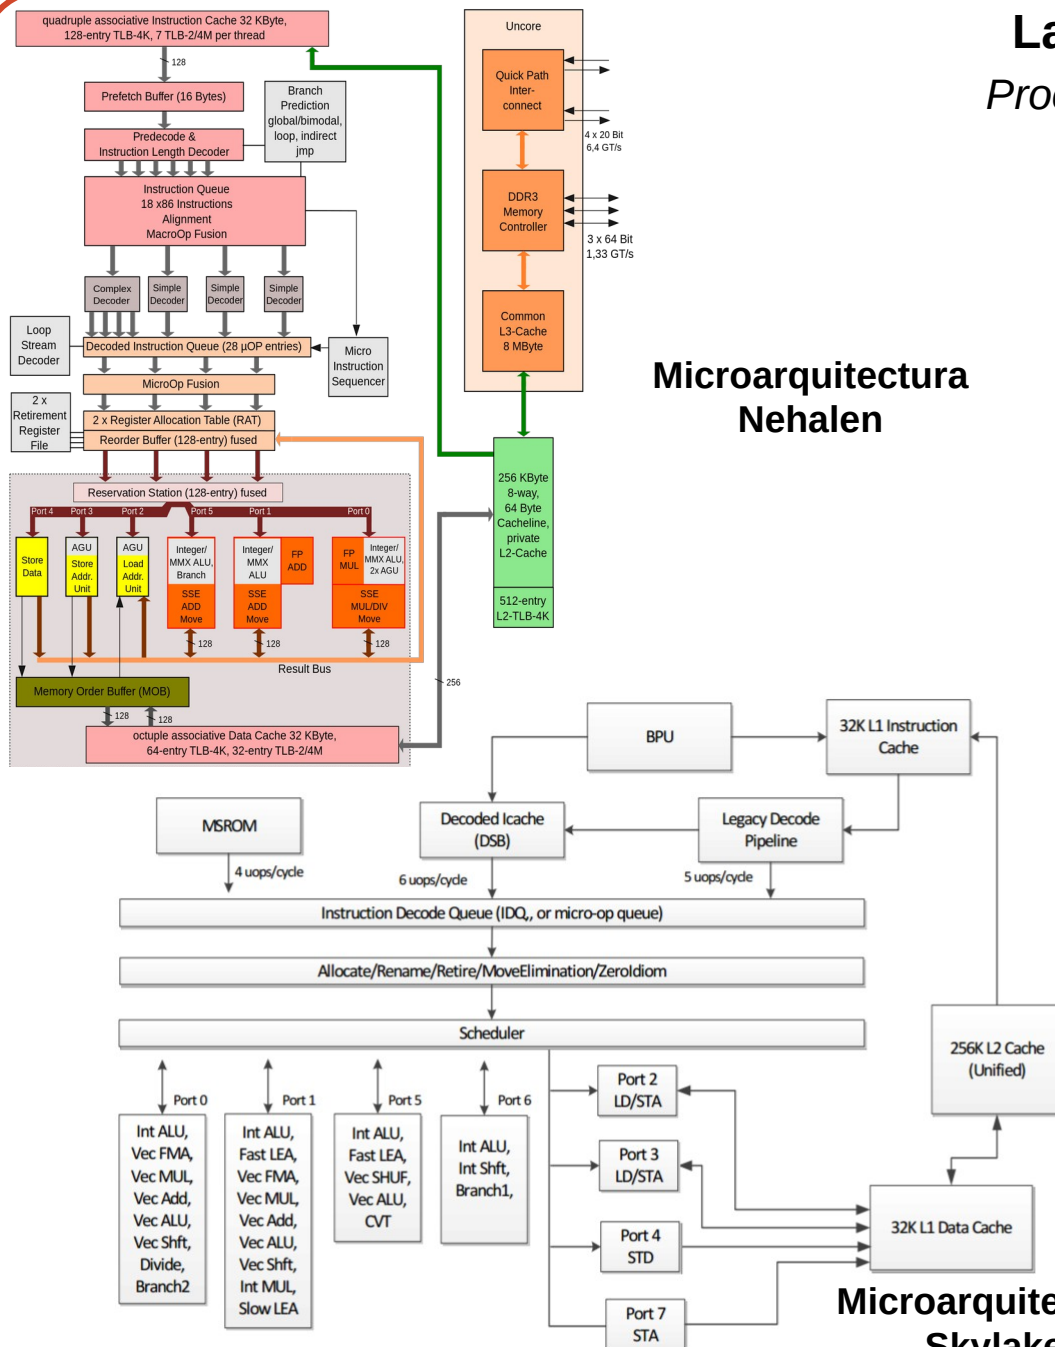 quadruple associative Instruction Cache 32 KByte,
128-entry TLB-4K, 7 TLB-2/4M per thread
128
Prefetch Buffer (16 Bytes)
Predecode &
Instruction Length Decoder
Branch
Prediction
global/bimodal,
loop, indirect
jmp
Instruction Queue
18 x86 Instructions
Alignment
MacroOp Fusion
Complex
Decoder
Simple
Decoder
Simple
Decoder
Simple
Decoder
Loop
Stream
Decoder
Decoded Instruction Queue (28 µOP entries)
Micro
Instruction
Sequencer
MicroOp Fusion
2 x
Retirement
Register
File
2 x Register Allocation Table (RAT)
Reorder Buffer (128-entry) fused
Reservation Station (128-entry) fused
Port 4
Port 3
Port 2
Port 5
Port 1
Port 0
Store
Data
AGU
Store
Addr.
Unit
AGU
Load
Addr.
Unit
Integer/
MMX ALU,
Branch
SSE
ADD
Move
Integer/
MMX
ALU
SSE
ADD
Move
FP
ADD
FP
MUL
Integer/
MMX ALU,
2x AGU
SSE
MUL/DIV
Move
128
128
128
Result Bus
Memory Order Buffer (MOB)
128
128
256
octuple associative Data Cache 32 KByte,
64-entry TLB-4K, 32-entry TLB-2/4M
Uncore
Quick Path
Inter-
connect
4 x 20 Bit
6,4 GT/s
DDR3
Memory
Controller
3 x 64 Bit
1,33 GT/s
Common
L3-Cache
8 MByte
256 KByte
8-way,
64 Byte
Cacheline,
private
L2-Cache
512-entry
L2-TLB-4K
La
Proc
Microarquitectura
Nehalen
BPU
32K L1 Instruction
Cache
MSROM
Decoded Icache
(DSB)
Legacy Decode
Pipeline
4 uops/cycle
6 uops/cycle
5 uops/cycle
Instruction Decode Queue (IDQ,, or micro-op queue)
Allocate/Rename/Retire/MoveElimination/ZeroIdiom
Scheduler
256K L2 Cache
(Unified)
Port 0
Port 1
Port 5
Port 6
Int ALU,
Vec FMA,
Vec MUL,
Vec Add,
Vec ALU,
Vec Shft,
Divide,
Branch2
Int ALU,
Fast LEA,
Vec FMA,
Vec MUL,
Vec Add,
Vec ALU,
Vec Shft,
Int MUL,
Slow LEA
Int ALU,
Fast LEA,
Vec SHUF,
Vec ALU,
CVT
Int ALU,
Int Shft,
Branch1,
Port 2
LD/STA
Port 3
LD/STA
Port 4
STD
Port 7
STA
32K L1 Data Cache
Microarquite
Skylake